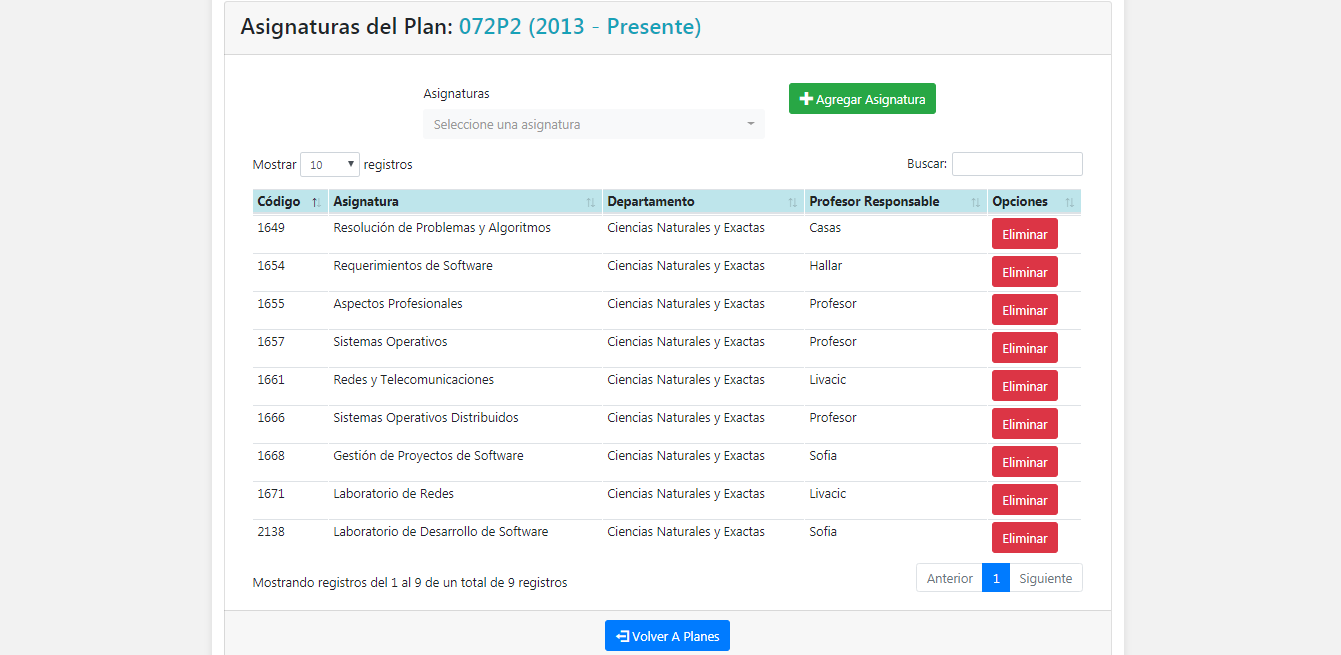 Asignaturas del Plan: 072P2 (2013 - Presente)
Asignaturas
Seleccione una asignatura
Agregar Asignatura
Mostrar 10 registros
Buscar:
Código Asignatura Departamento Profesor Responsable Opciones
1649 Resolución de Problemas y Algoritmos Ciencias Naturales y Exactas Casas Eliminar
1654 Requerimientos de Software Ciencias Naturales y Exactas Hallar Eliminar
1655 Aspectos Profesionales Ciencias Naturales y Exactas Profesor Eliminar
1657 Sistemas Operativos Ciencias Naturales y Exactas Profesor Eliminar
1661 Redes y Telecomunicaciones Ciencias Naturales y Exactas Livacic Eliminar
1666 Sistemas Operativos Distribuidos Ciencias Naturales y Exactas Profesor Eliminar
1668 Gestión de Proyectos de Software Ciencias Naturales y Exactas Sofia Eliminar
1671 Laboratorio de Redes Ciencias Naturales y Exactas Livacic Eliminar
2138 Laboratorio de Desarrollo de Software Ciencias Naturales y Exactas Sofia Eliminar
Mostrando registros del 1 al 9 de un total de 9 registros
Anterior 1 Siguiente
Volver A Planes